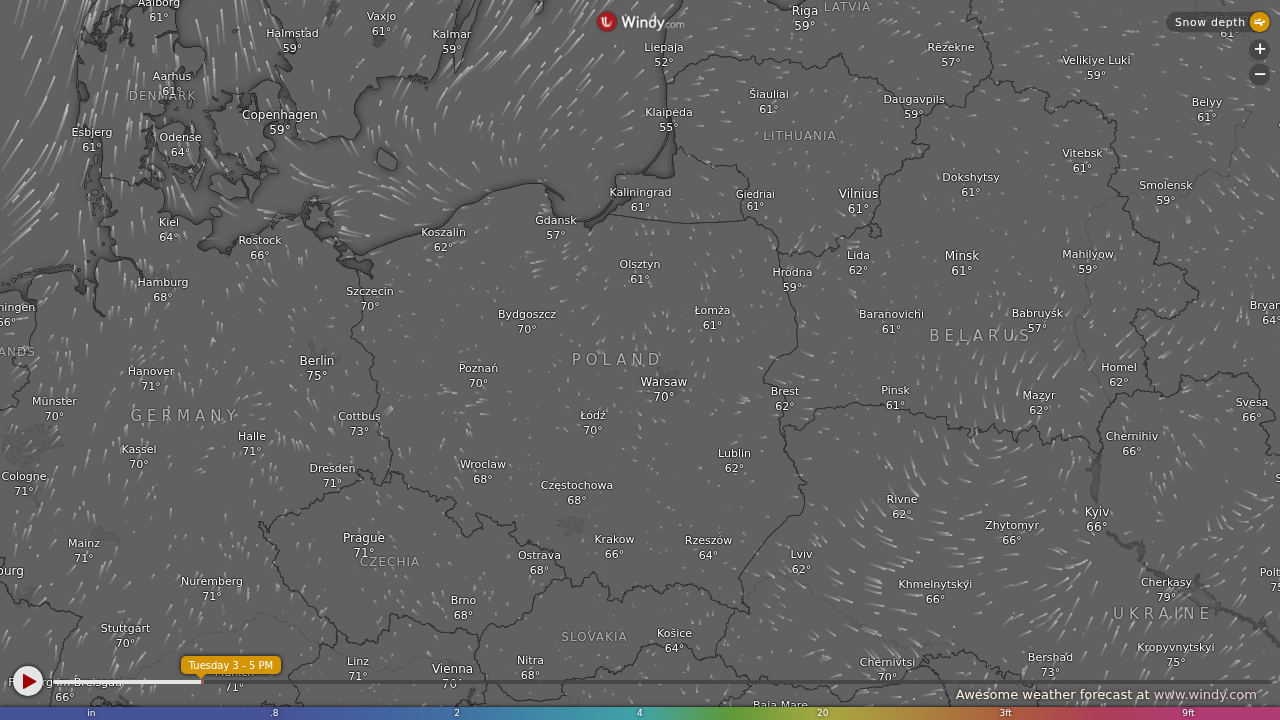 Aalborg
61°
Halmstad
59°
Vaxjo
61°
Kalmar
59°
Windy.com
Liepaja
52°
Riga
59°
LATVIA
Rēzekne
57°
Velikiye Luki
59°
Snow depth
61°
+
−
Aarhus
61°
DENMARK
Copenhagen
59°
Esbjerg
61°
Odense
64°
Klaipėda
55°
Šiauliai
61°
LITHUANIA
Daugavpils
59°
Belyy
61°
Vitebsk
61°
Dokshytsy
61°
Smolensk
59°
Kaliningrad
61°
Giedriai
61°
Vilnius
61°
Kiel
64°
Rostock
66°
Koszalin
62°
Gdansk
57°
Olsztyn
61°
Hrodna
59°
Lida
62°
Minsk
61°
Mahilyow
59°
Hamburg
68°
Szczecin
70°
Bydgoszcz
70°
Łomża
61°
Baranovichi
61°
Babruysk
57°
BELARUS
ningen
66°
ANDS
Hanover
71°
Berlin
75°
Poznań
70°
POLAND
Warsaw
70°
Brest
62°
Pinsk
61°
Mazyr
62°
Homel
62°
Svesa
66°
Münster
70°
GERMANY
Cottbus
73°
Łódź
70°
Kassel
70°
Halle
71°
Dresden
71°
Wroclaw
68°
Częstochowa
68°
Lublin
62°
Chernihiv
66°
Cologne
71°
Rivne
62°
Zhytomyr
66°
Kyiv
66°
Mainz
71°
Prague
71°
CZECHIA
Ostrava
68°
Krakow
66°
Rzeszów
64°
Lviv
62°
Khmelnytskyi
66°
Cherkasy
79°
UKRAINE
Nuremberg
71°
Brno
68°
SLOVAKIA
Košice
64°
Stuttgart
70°
Linz
71°
Vienna
70°
Nitra
68°
Chernivtsi
70°
Bershad
73°
Kropyvnytskyi
75°
Tuesday 3 - 5 PM
66°
71°
Baia Mare
Awesome weather forecast at www.windy.com
in .8 2 4 20 3ft 9ft